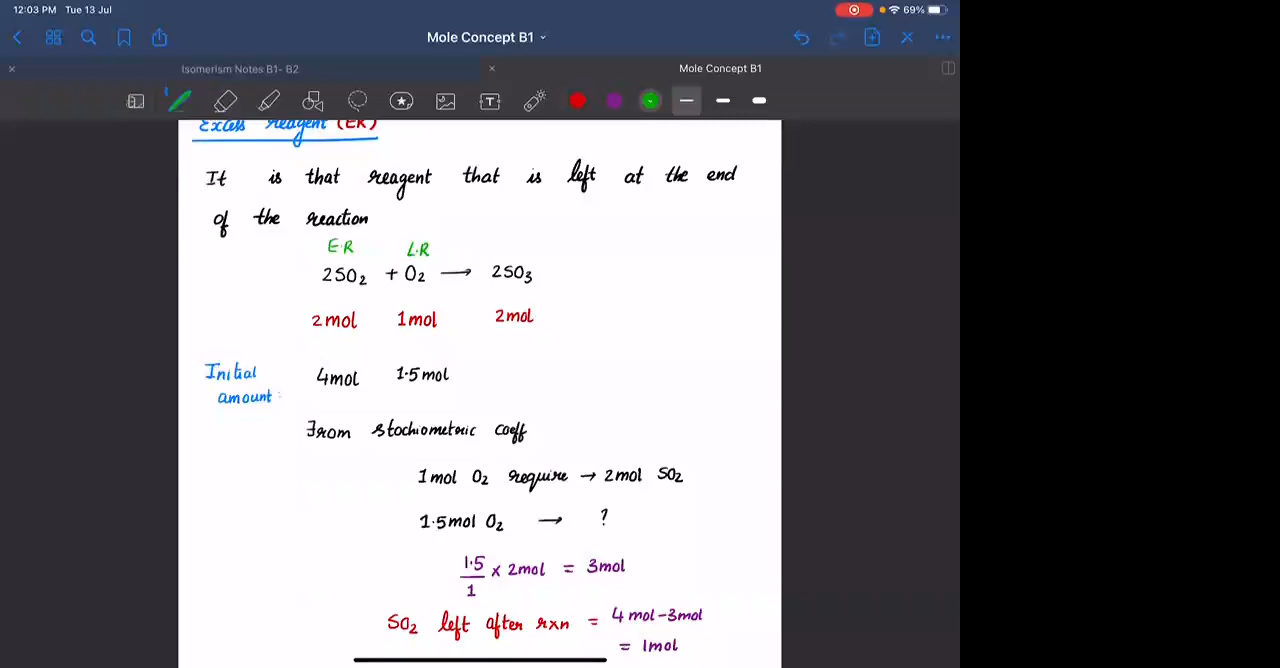 12:03 PM Tue 13 Jul
69%
Mole Concept B1
Isomerism Notes B1- B2
Mole Concept B1
Excess reagent (ER)
It is that reagent that is left at the end
of the reaction
E.R L.R
2SO₂ + O₂ ⟶ 2SO₃
2mol 1mol 2mol
Initial amount: 4mol 1.5mol
From stochiometric coeff
1mol O₂ require → 2mol SO₂
1.5mol O₂ → ?
1.5/1 x 2mol = 3mol
SO₂ left after rxn = 4mol-3mol
= 1mol